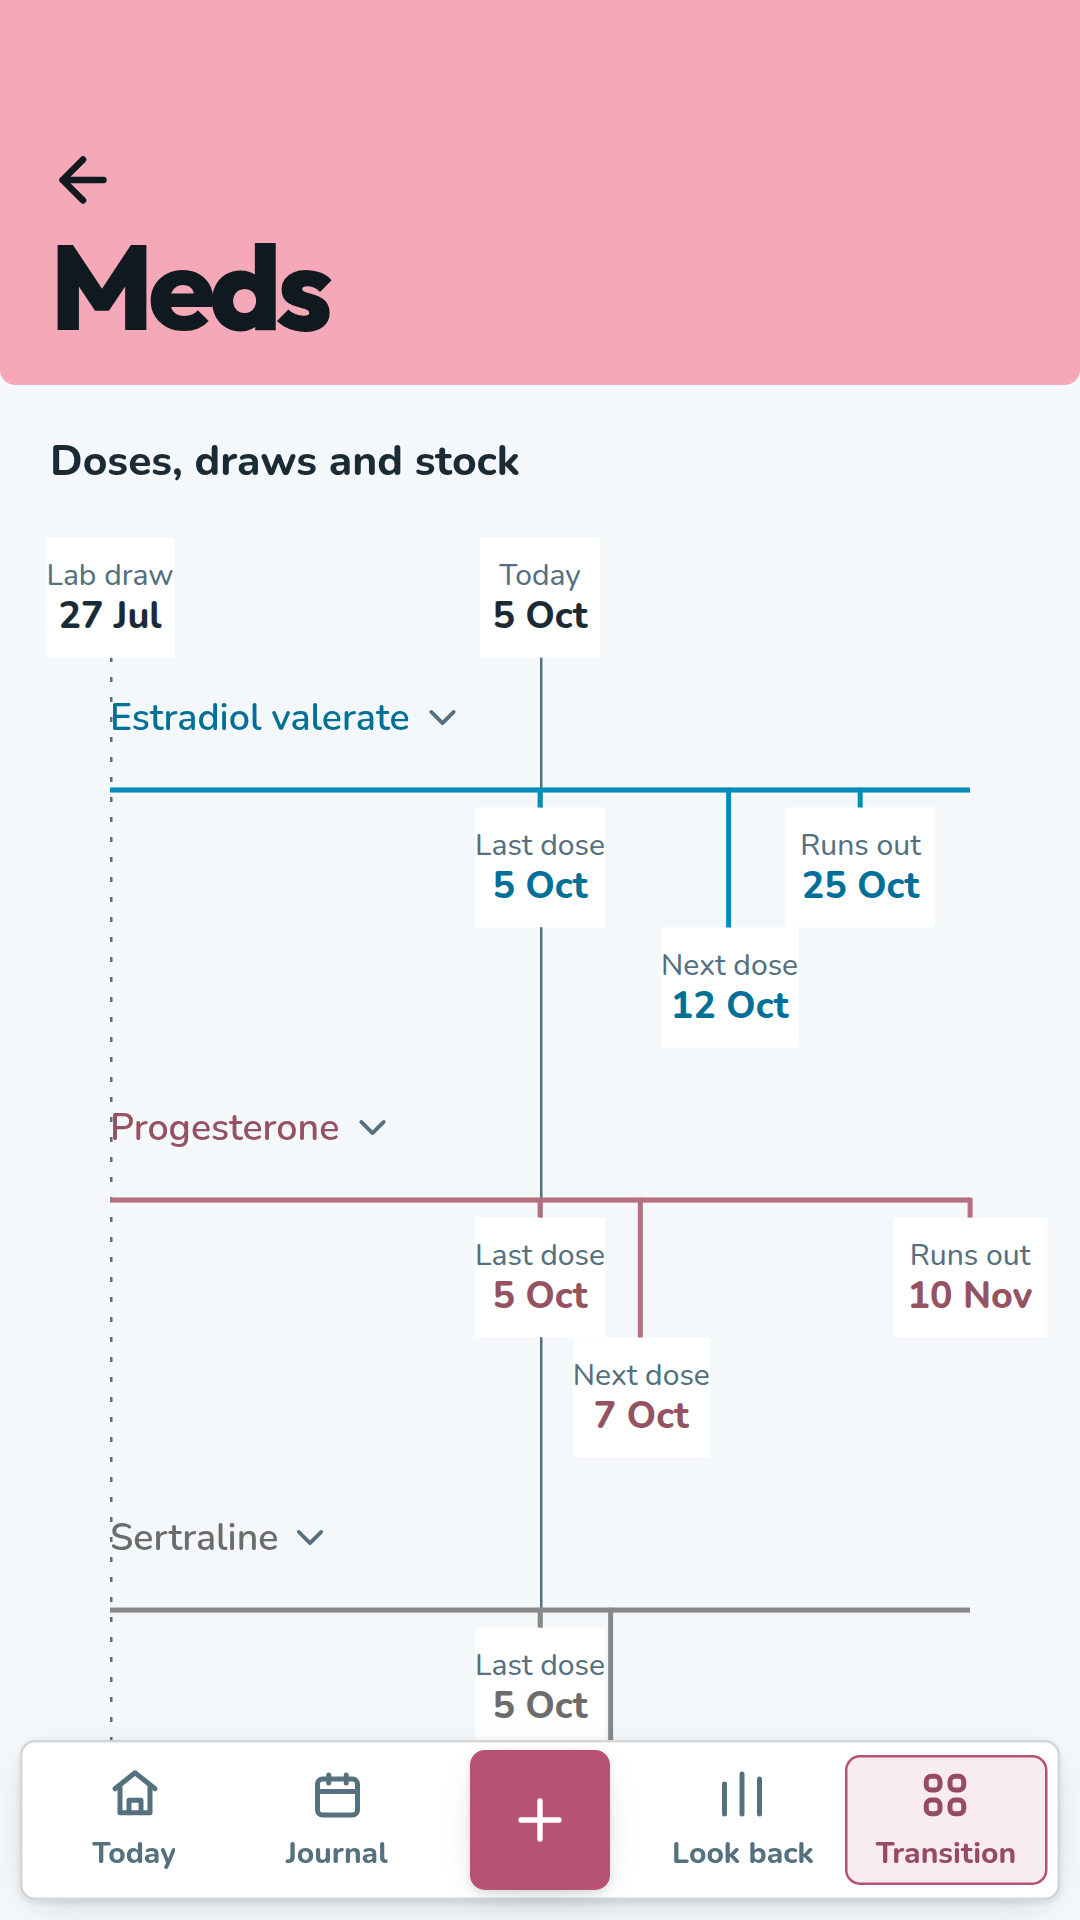 Meds
Doses, draws and stock
Lab draw
27 Jul
Today
5 Oct
Estradiol valerate
Last dose
5 Oct
Runs out
25 Oct
Next dose
12 Oct
Progesterone
Last dose
5 Oct
Runs out
10 Nov
Next dose
7 Oct
Sertraline
Last dose
5 Oct
Today
Journal
Look back
Transition